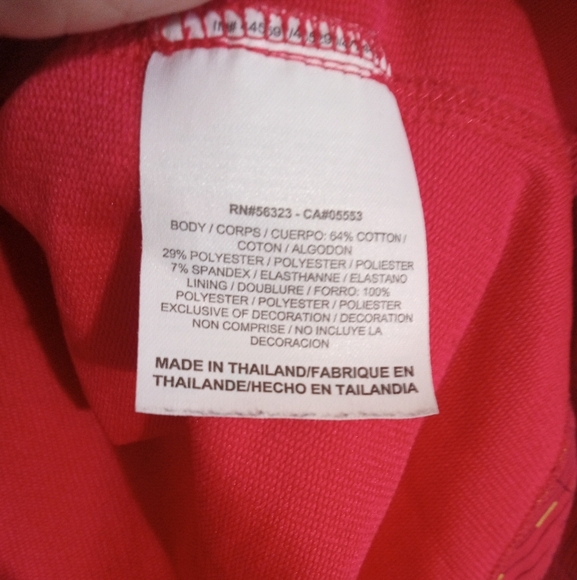 RN#56323 - CA#05553
BODY / CORPS / CUERPO: 64% COTTON /
COTON / ALGODON
29% POLYESTER / POLYESTER / POLIESTER
7% SPANDEX / ELASTHANNE / ELASTANO
LINING / DOUBLURE / FORRO: 100%
POLYESTER / POLYESTER / POLIESTER
EXCLUSIVE OF DECORATION / DECORATION
NON COMPRISE / NO INCLUYE LA
DECORACION
MADE IN THAILAND/FABRIQUE EN
THAILANDE/HECHO EN TAILANDIA